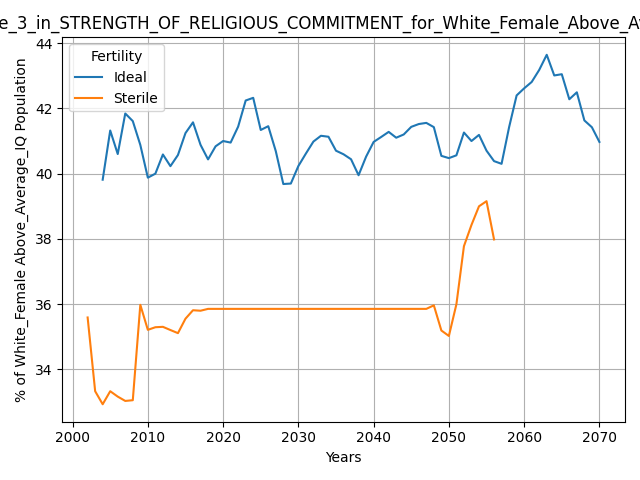 e_3_in_STRENGTH_OF_RELIGIOUS_COMMITMENT_for_White_Female_Above_A
% of White_Female Above_Average_IQ Population
44
42
40
38
36
34
Fertility
Ideal
Sterile
2000 2010 2020 2030 2040 2050 2060 2070
Years